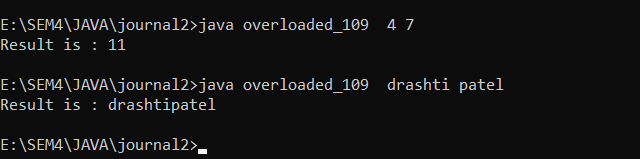 E:\SEM4\JAVA\journal2>java overloaded_109  4 7
Result is : 11
E:\SEM4\JAVA\journal2>java overloaded_109  drashti patel
Result is : drashtipatel
E:\SEM4\JAVA\journal2>